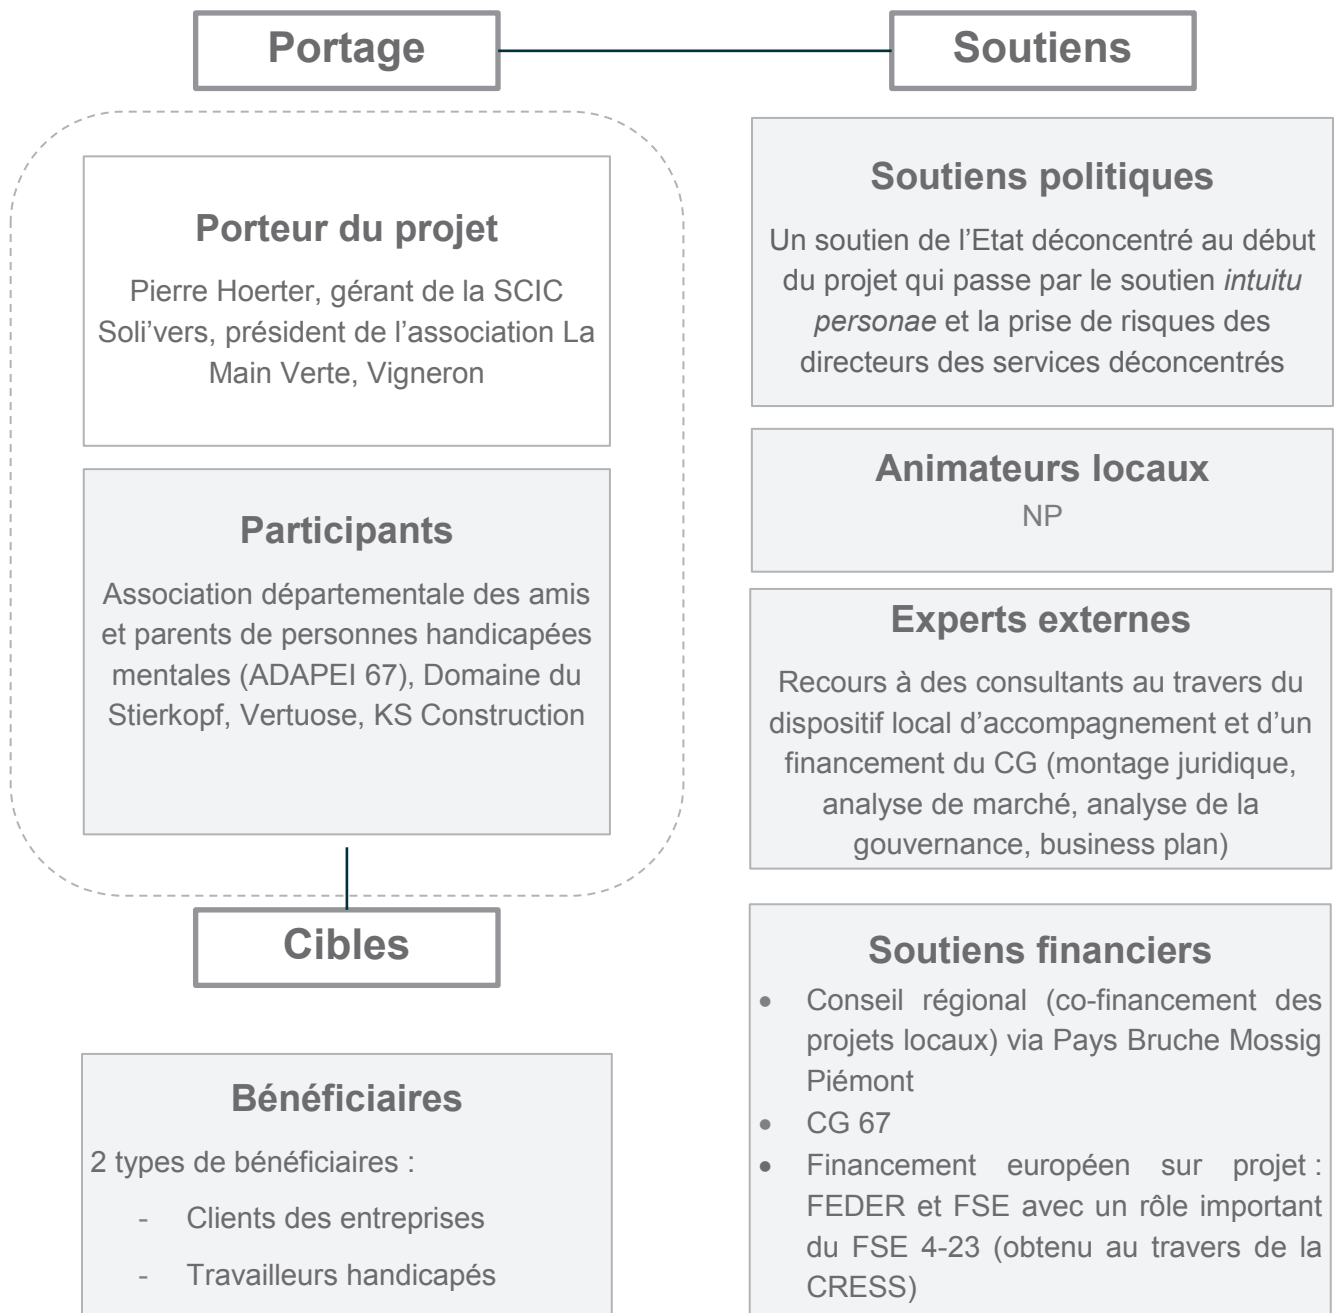 Portage
Soutiens
Porteur du projet
Pierre Hoerter, gérant de la SCIC
Soli’vers, président de l’association La
Main Verte, Vigneron
Participants
Association départementale des amis
et parents de personnes handicapées
mentales (ADAPEI 67), Domaine du
Stierkopf, Vertuose, KS Construction
Cibles
Bénéficiaires
2 types de bénéficiaires :
- Clients des entreprises
- Travailleurs handicapés
Soutiens politiques
Un soutien de l’Etat déconcentré au début
du projet qui passe par le soutien intuitu
personae et la prise de risques des
directeurs des services déconcentrés
Animateurs locaux
NP
Experts externes
Recours à des consultants au travers du
dispositif local d’accompagnement et d’un
financement du CG (montage juridique,
analyse de marché, analyse de la
gouvernance, business plan)
Soutiens financiers
• Conseil régional (co-financement des
projets locaux) via Pays Bruche Mossig
Piémont
• CG 67
• Financement européen sur projet :
FEDER et FSE avec un rôle important
du FSE 4-23 (obtenu au travers de la
CRESS)